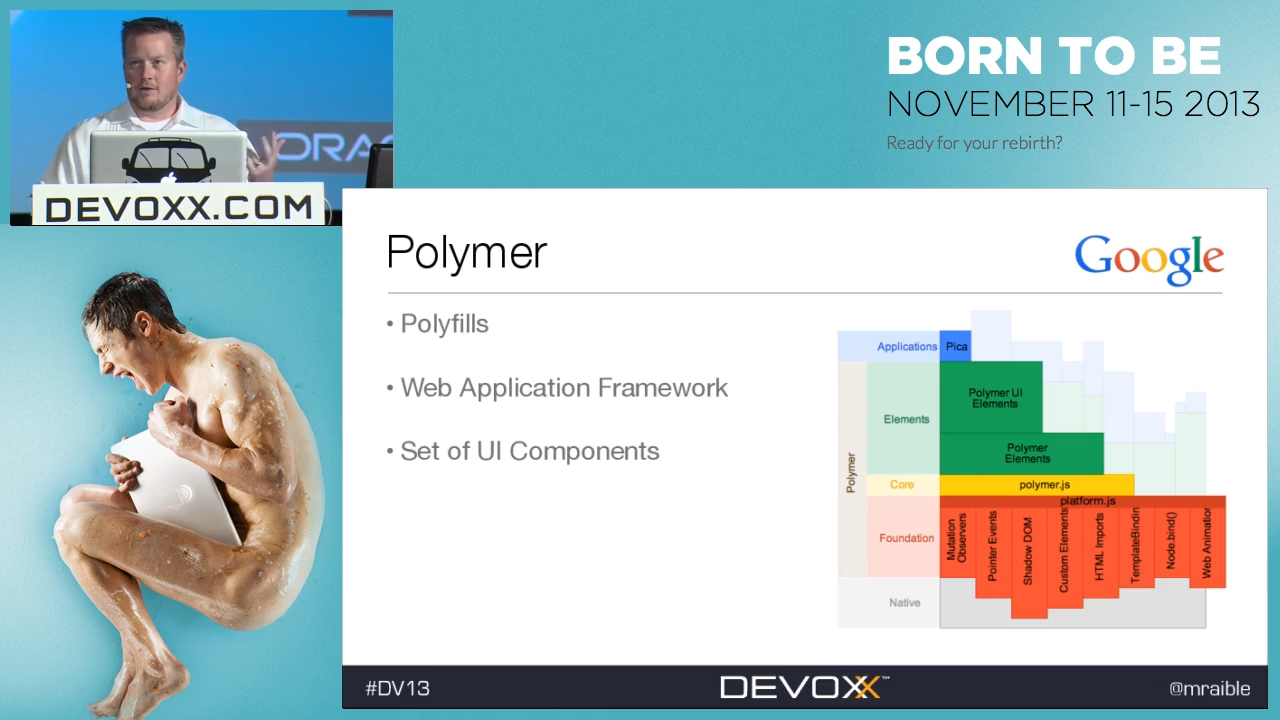 BORN TO BE
NOVEMBER 11-15 2013
Ready for your rebirth?
DEVOXX.COM
Polymer
Google
• Polyfills
• Web Application Framework
• Set of UI Components
Applications
Pica
Polymer
Elements
Polymer UI
Elements
Polymer
Elements
Core
polymer.js
platform.js
Foundation
Mutation
Observers
Pointer Events
Shadow DOM
Custom Elements
HTML Imports
TemplateBindin
Node.bind()
Web Animation
Native
#DV13
DEVOXX™
@mraible